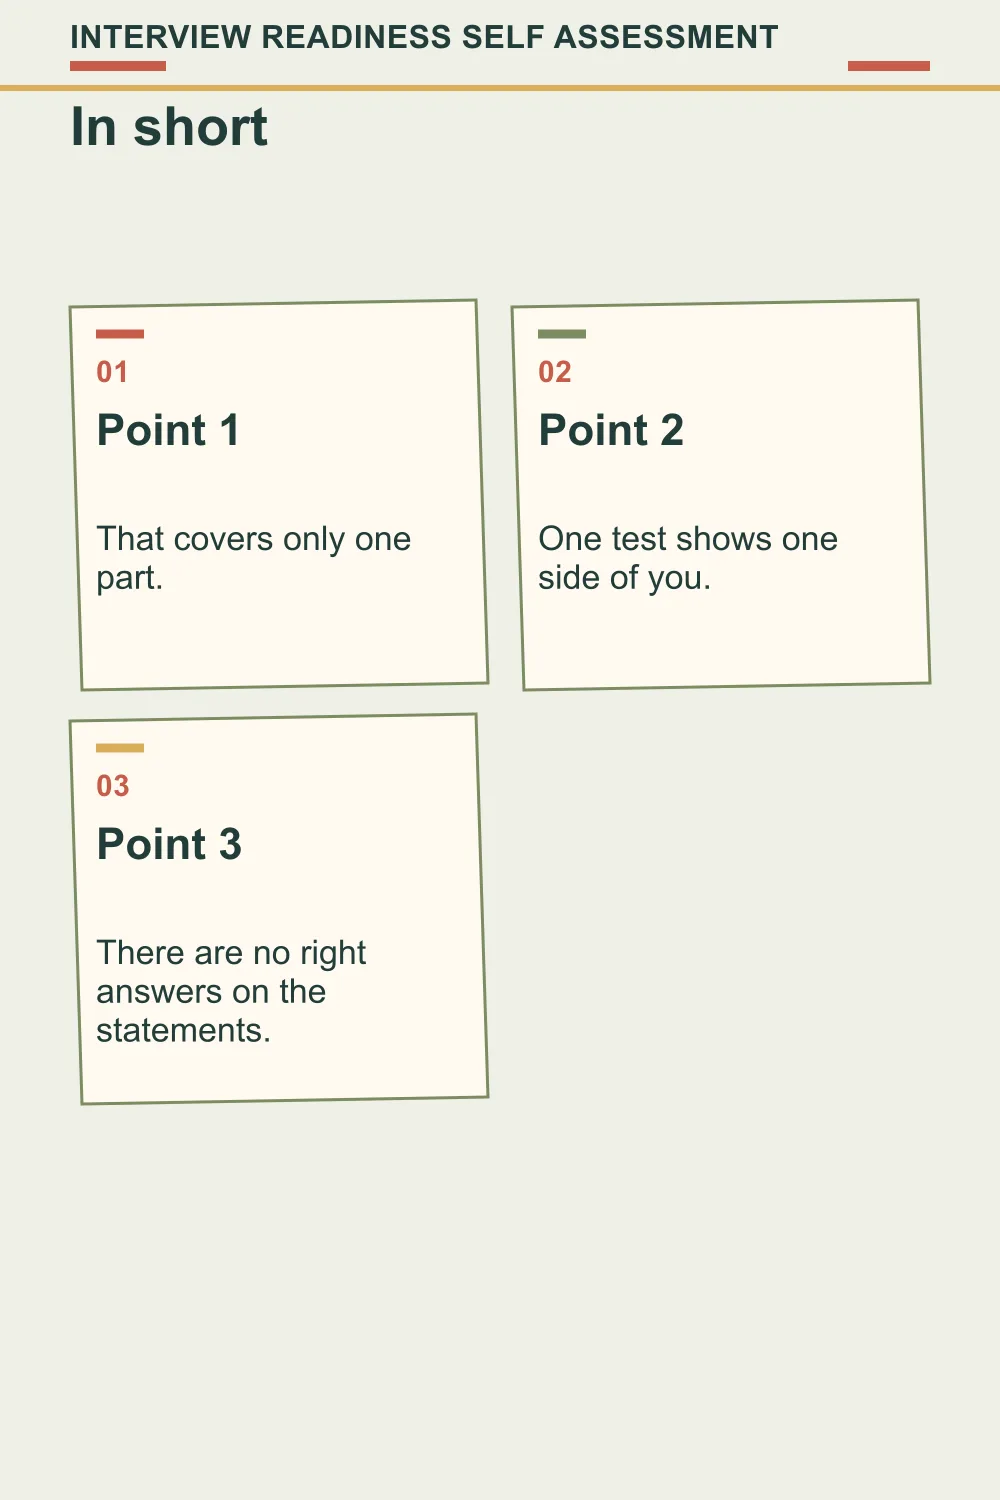 INTERVIEW READINESS SELF ASSESSMENT
In short
01
Point 1
That covers only one
part.
02
Point 2
One test shows one
side of you.
03
Point 3
There are no right
answers on the
statements.